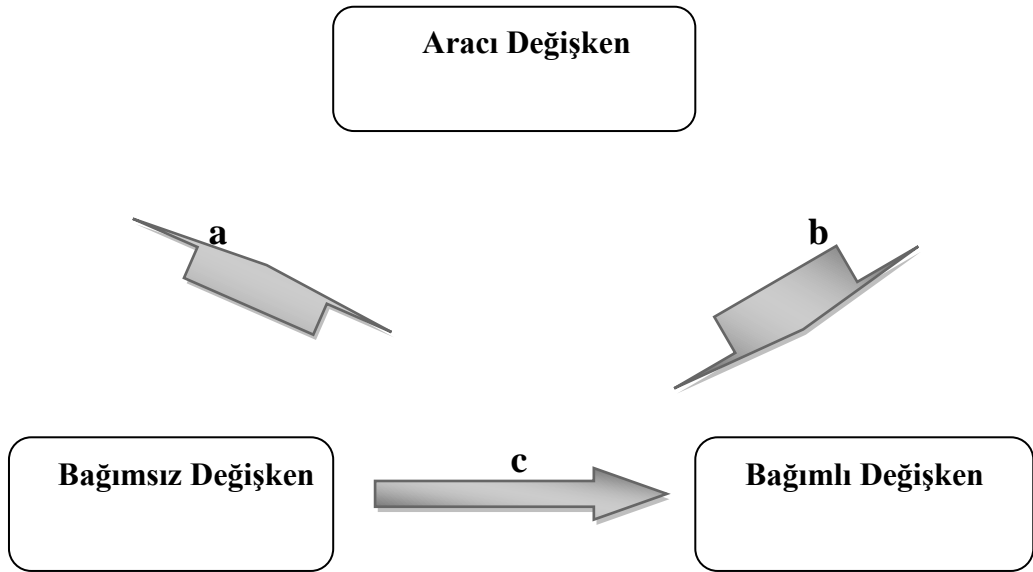 Aracı Değişken
a
b
Bağımsız Değişken
c
Bağımlı Değişken